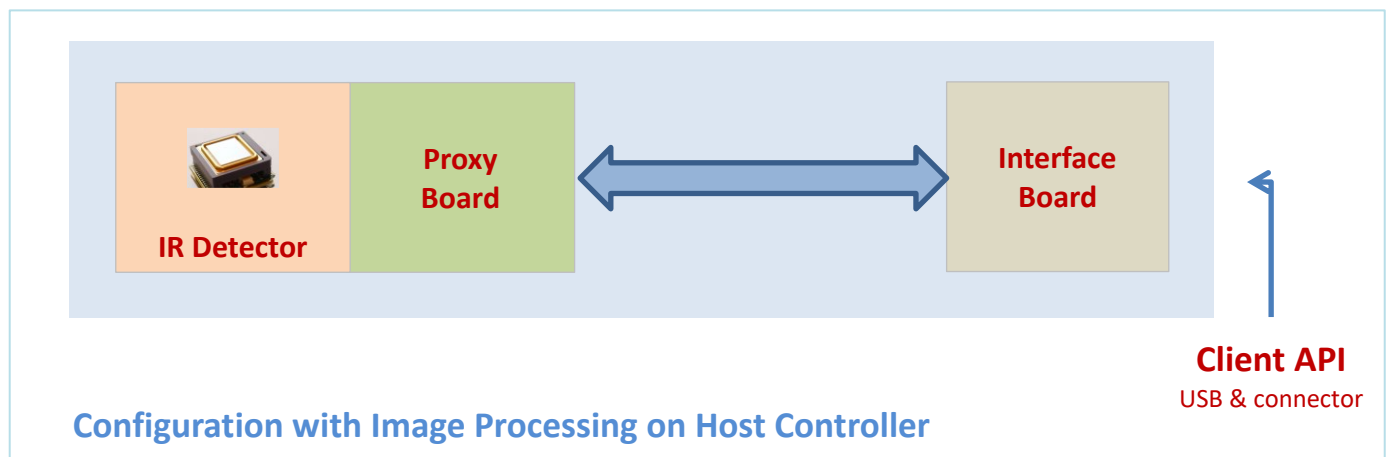 Proxy
Board
Interface
Board
IR Detector
Client API
USB & connector
Configuration with Image Processing on Host Controller